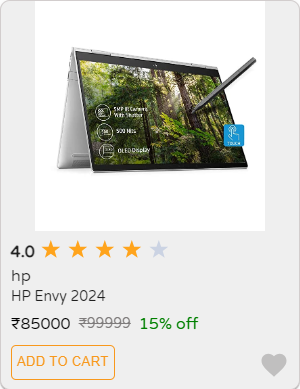 5MP IR Camera
With Shutter
500 Nits
OLED Display
TOUCH
4.0
hp
HP Envy 2024
₹85000 ₹99999 15% off
ADD TO CART